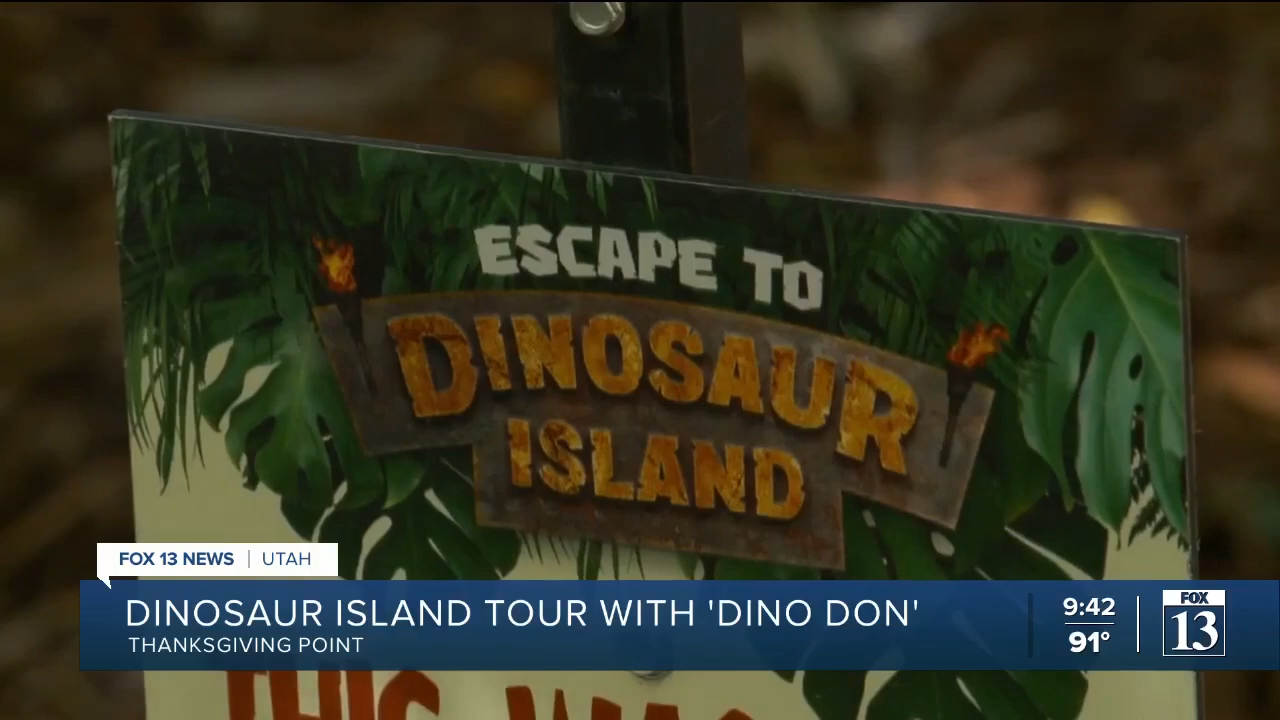 ESCAPE TO
DINOSAUR
ISLAND
FOX 13 NEWS | UTAH
DINOSAUR ISLAND TOUR WITH 'DINO DON'
THANKSGIVING POINT
9:42
91°
FOX
13
THIS